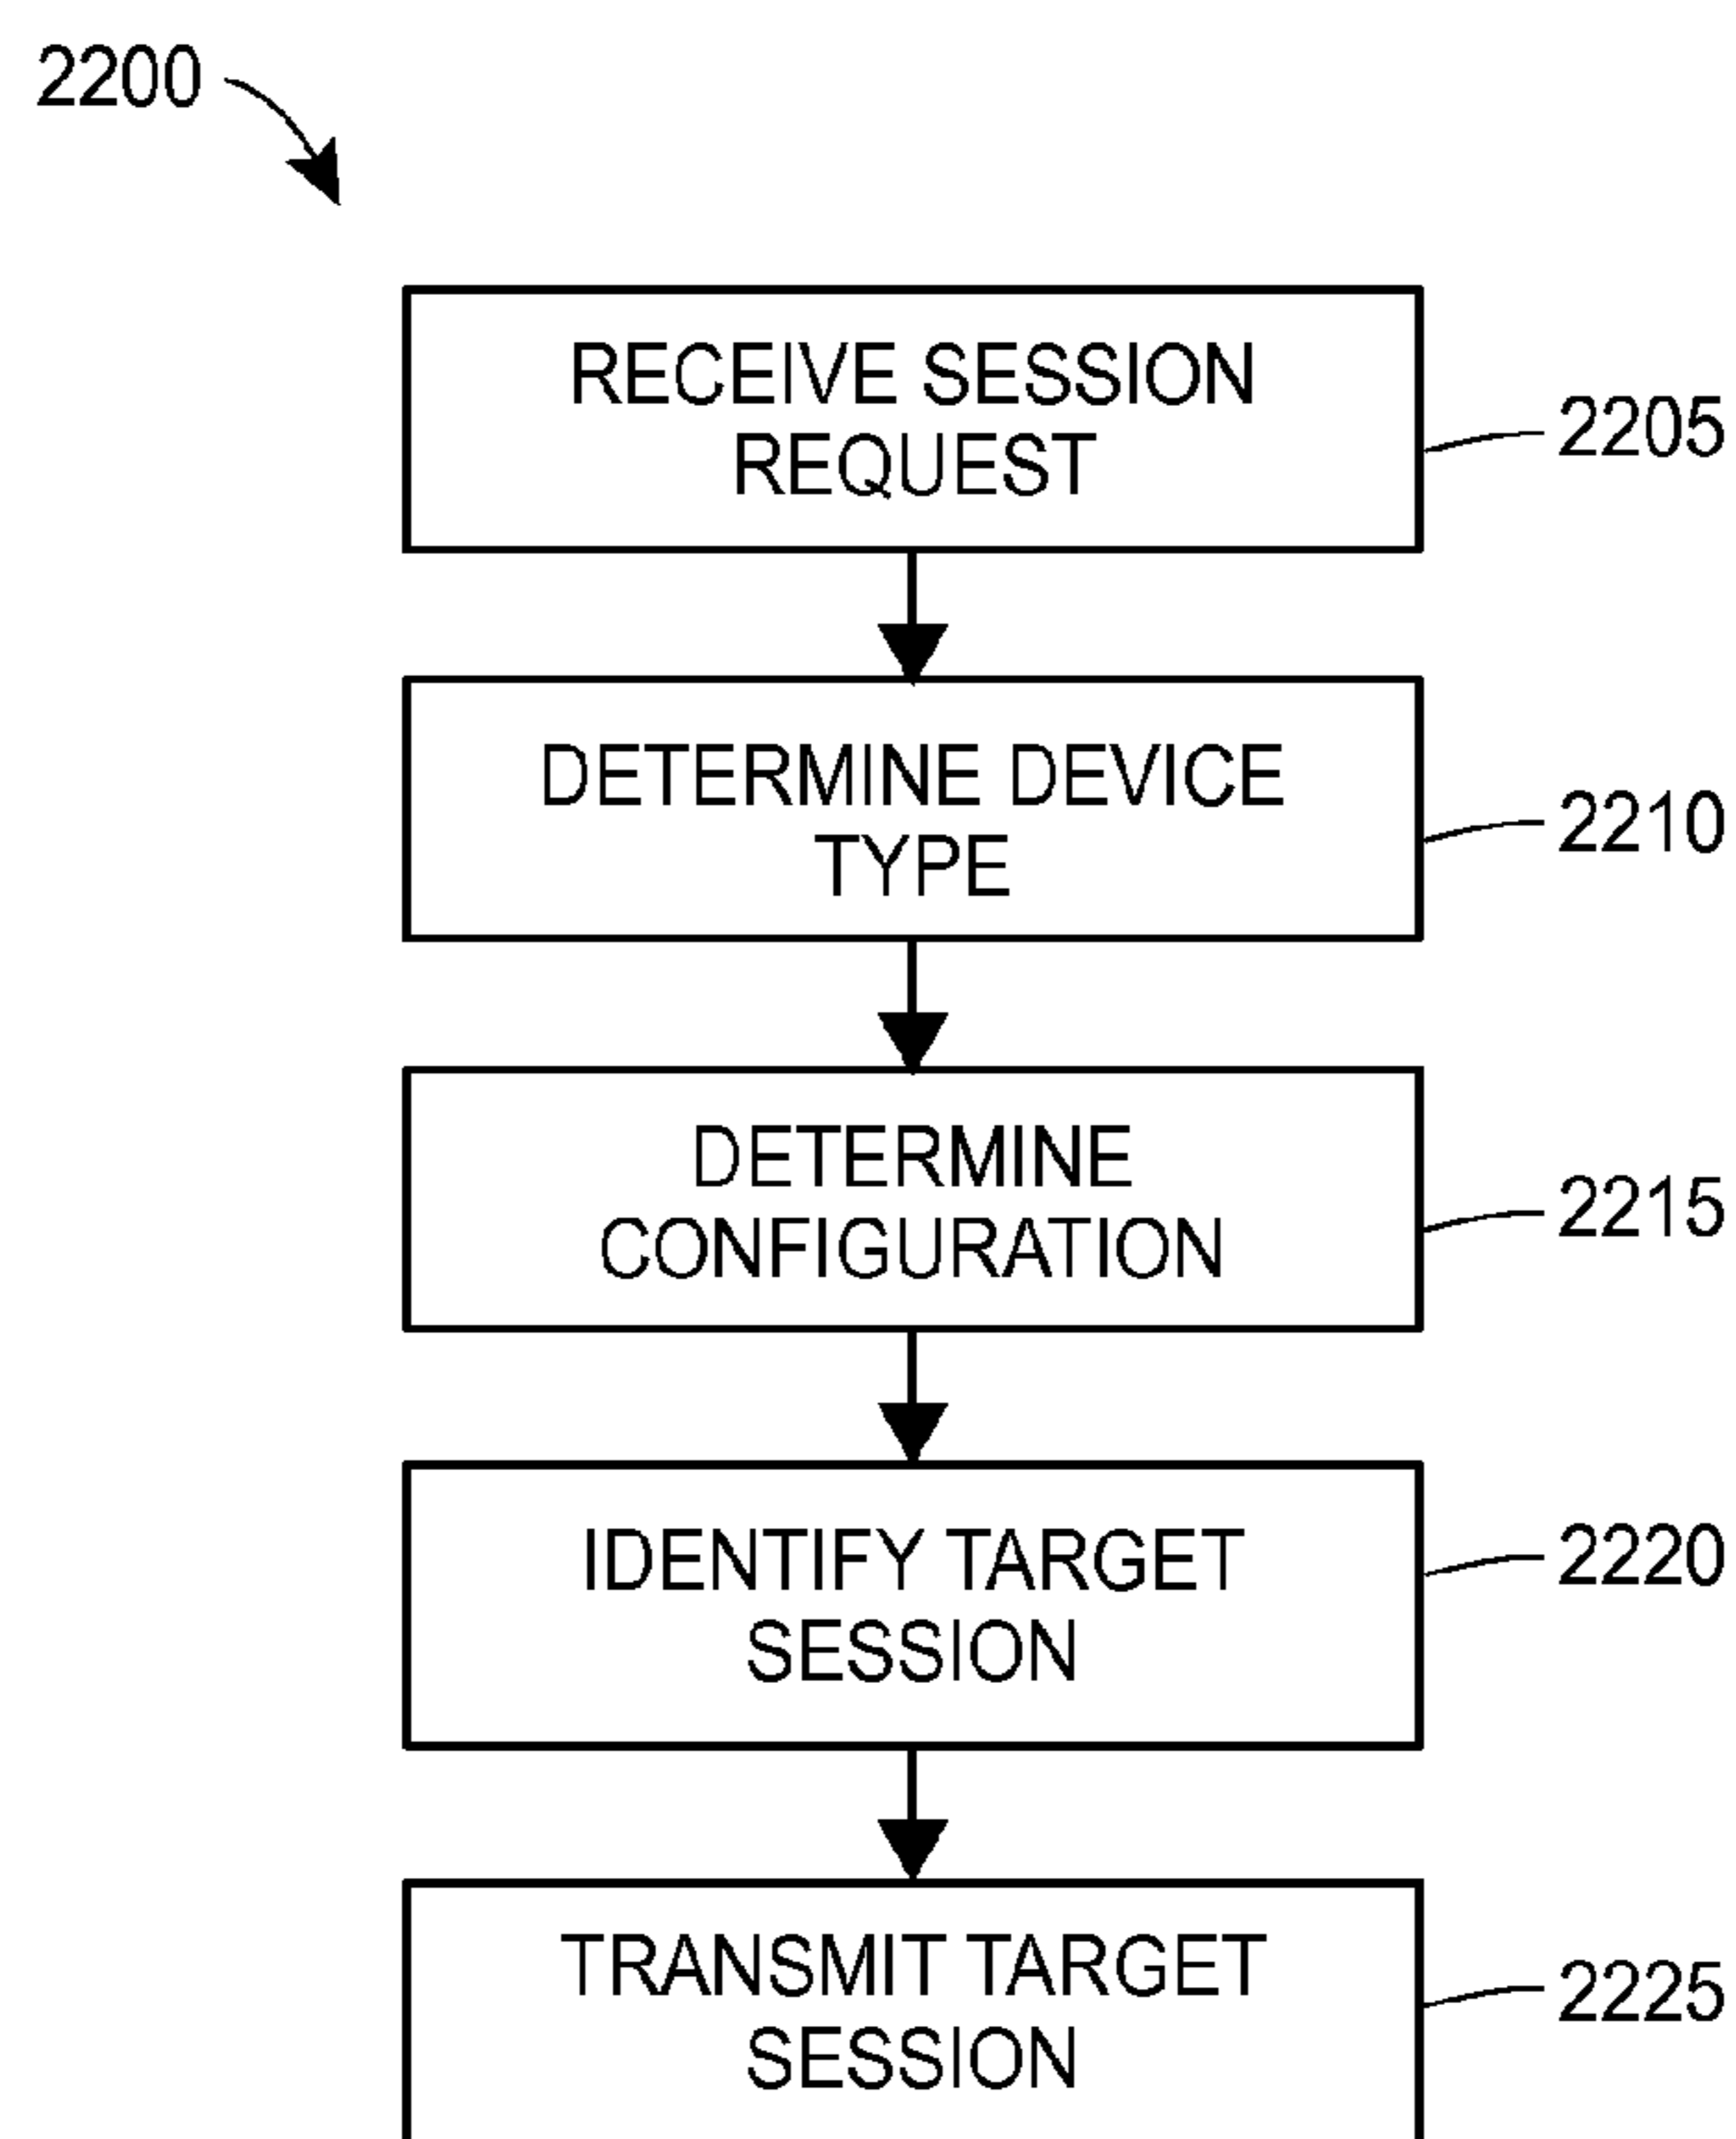 2200
RECEIVE SESSION
REQUEST
2205
DETERMINE DEVICE
TYPE
2210
DETERMINE
CONFIGURATION
2215
IDENTIFY TARGET
SESSION
2220
TRANSMIT TARGET
SESSION
2225